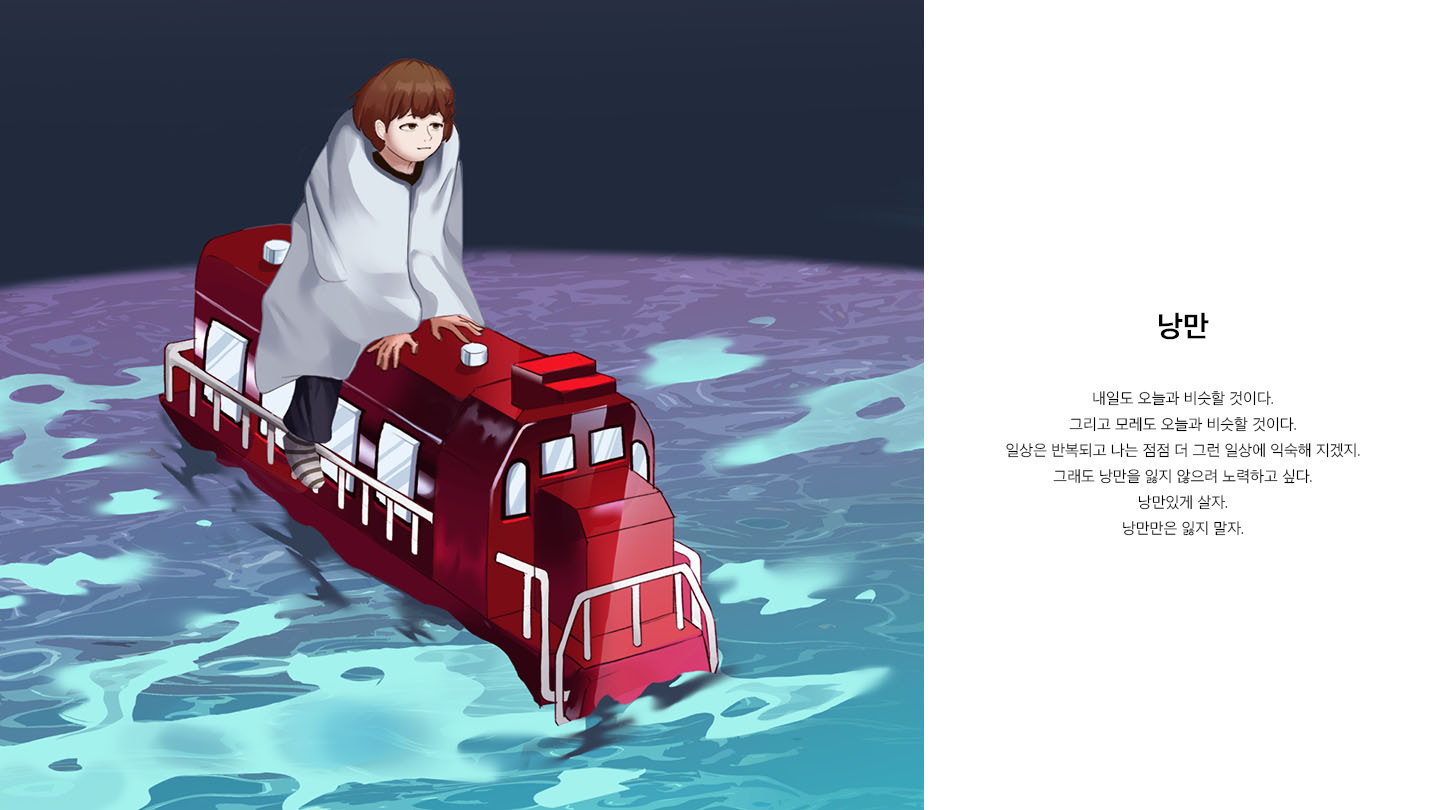 낭만
내일도 오늘과 비슷할 것이다.
그리고 모레도 오늘과 비슷할 것이다.
일상은 반복되고 나는 점점 더 그런 일상에 익숙해 지겠지.
그래도 낭만을 잃지 않으려 노력하고 싶다.
낭만있게 살자.
낭만만은 잃지 말자.